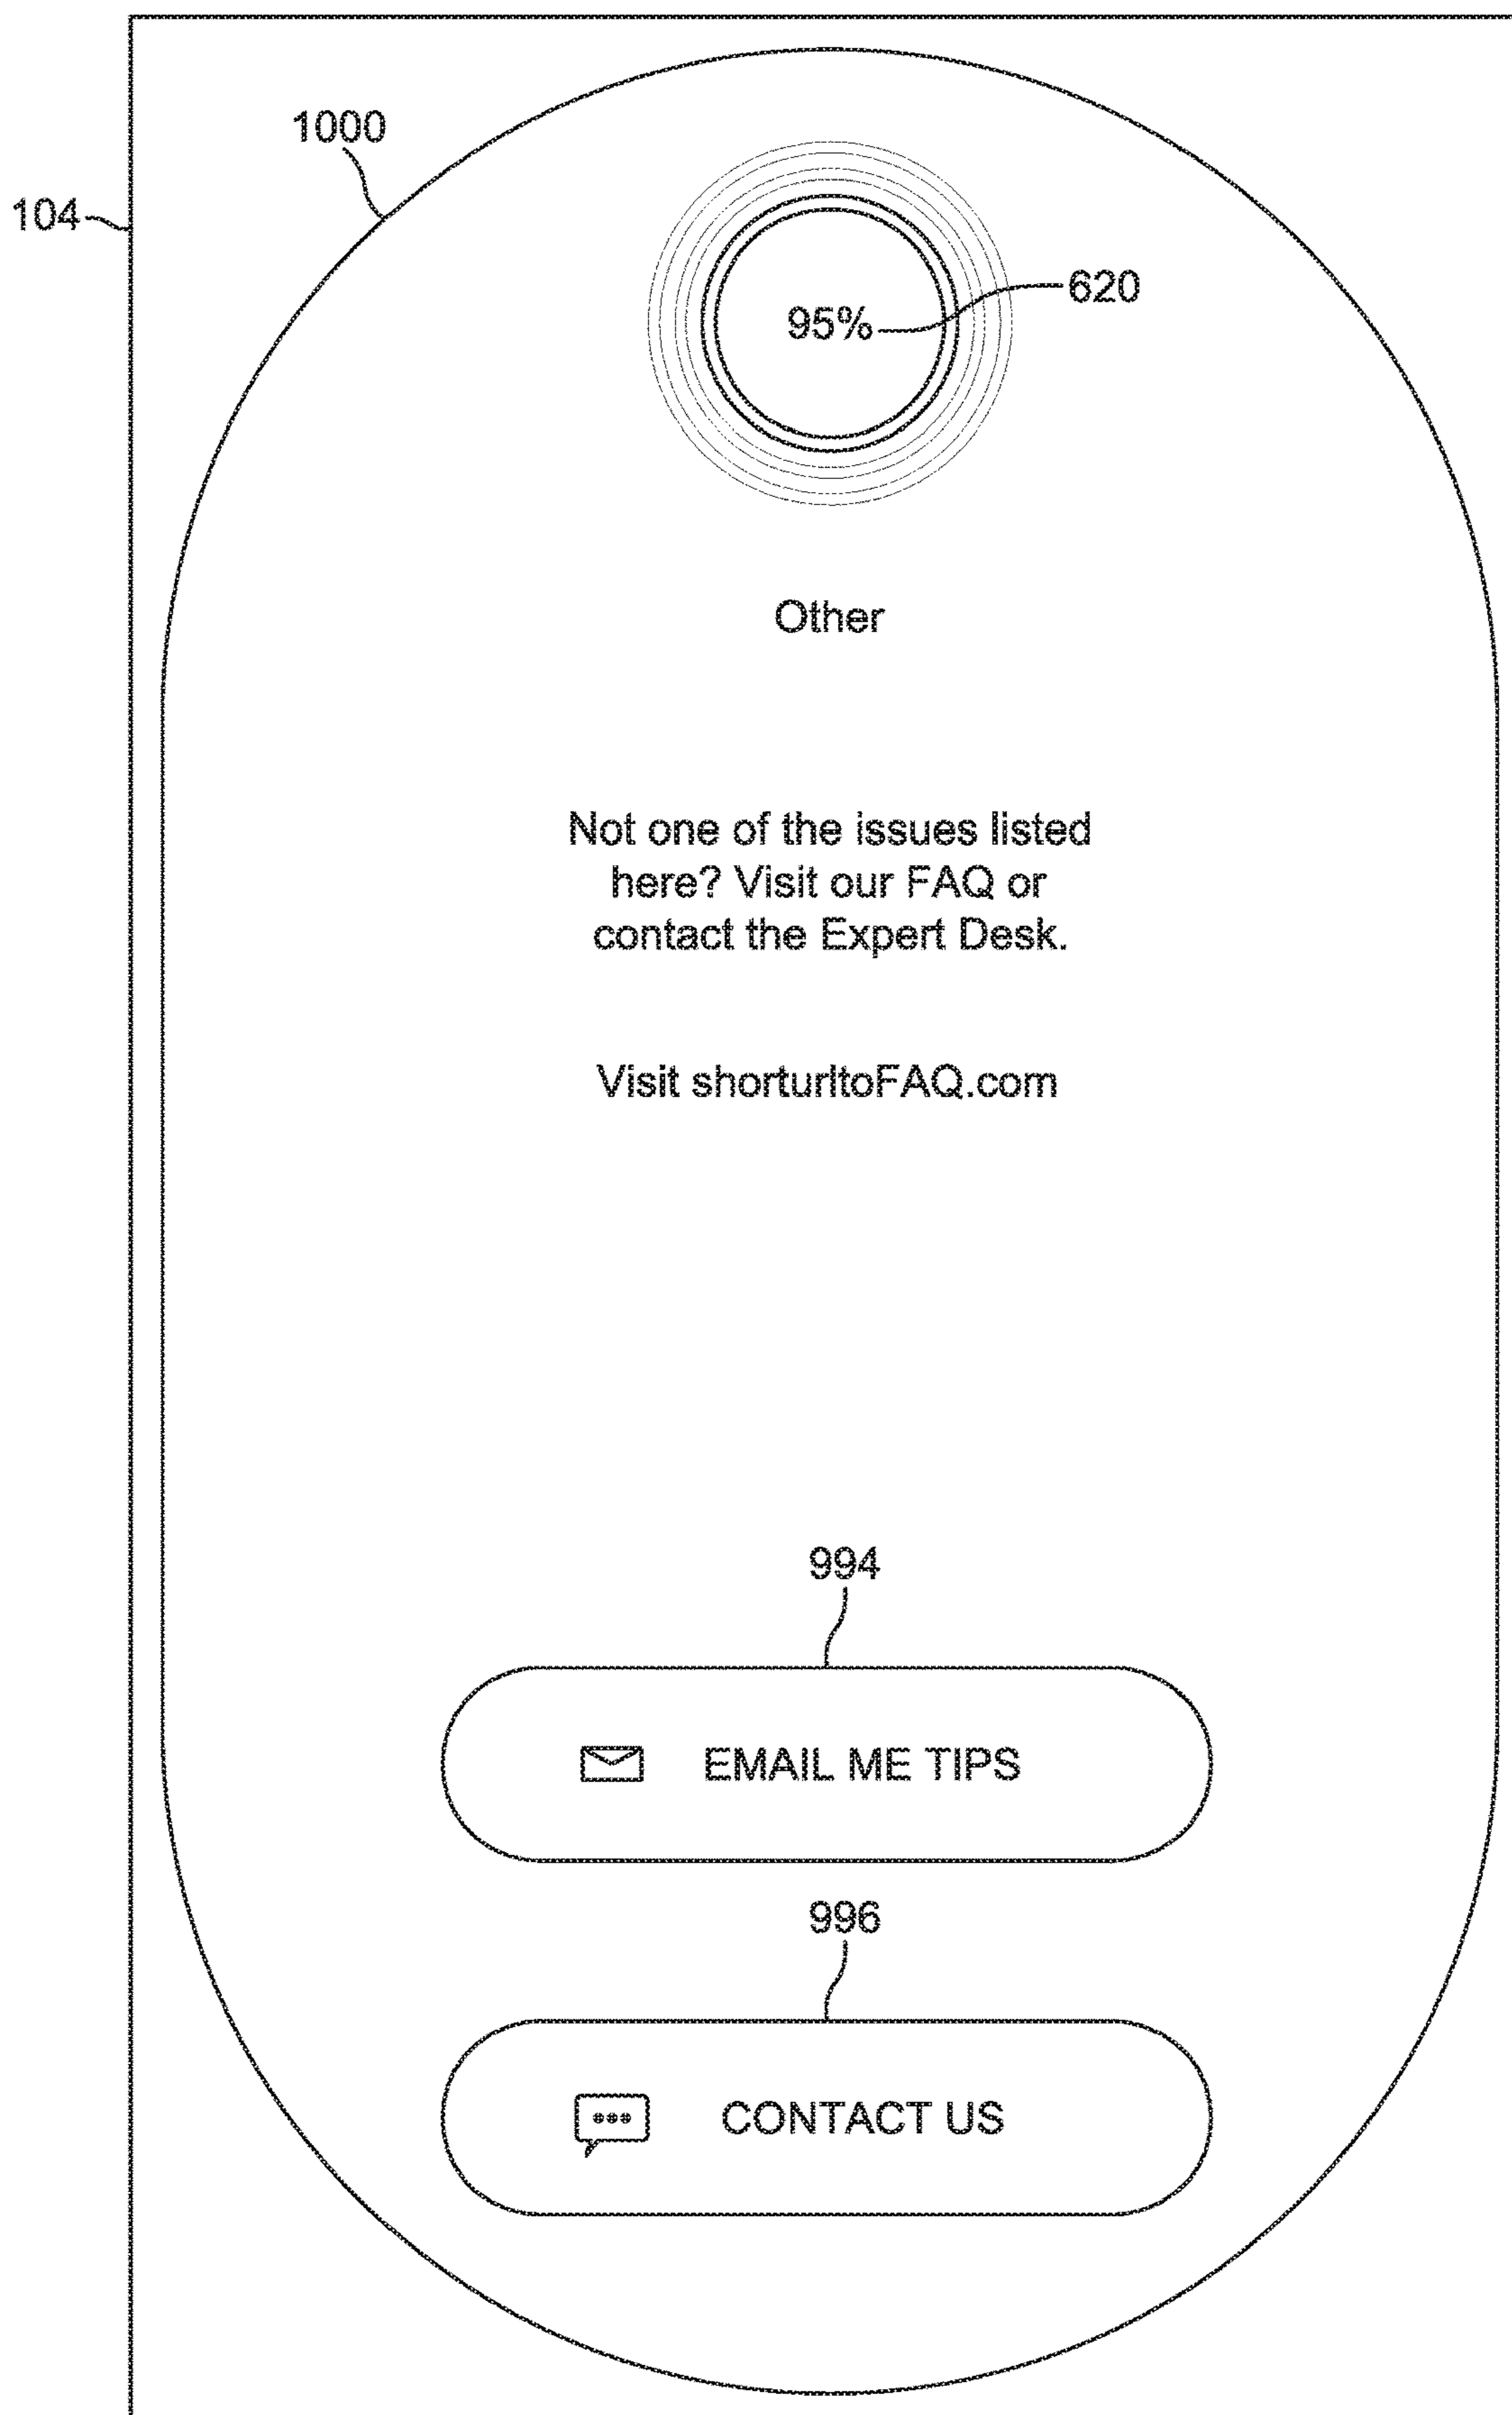 1000
104
620
95%
Other
Not one of the issues listed
here? Visit our FAQ or
contact the Expert Desk.
Visit shorturltoFAQ.com
994
EMAIL ME TIPS
996
CONTACT US